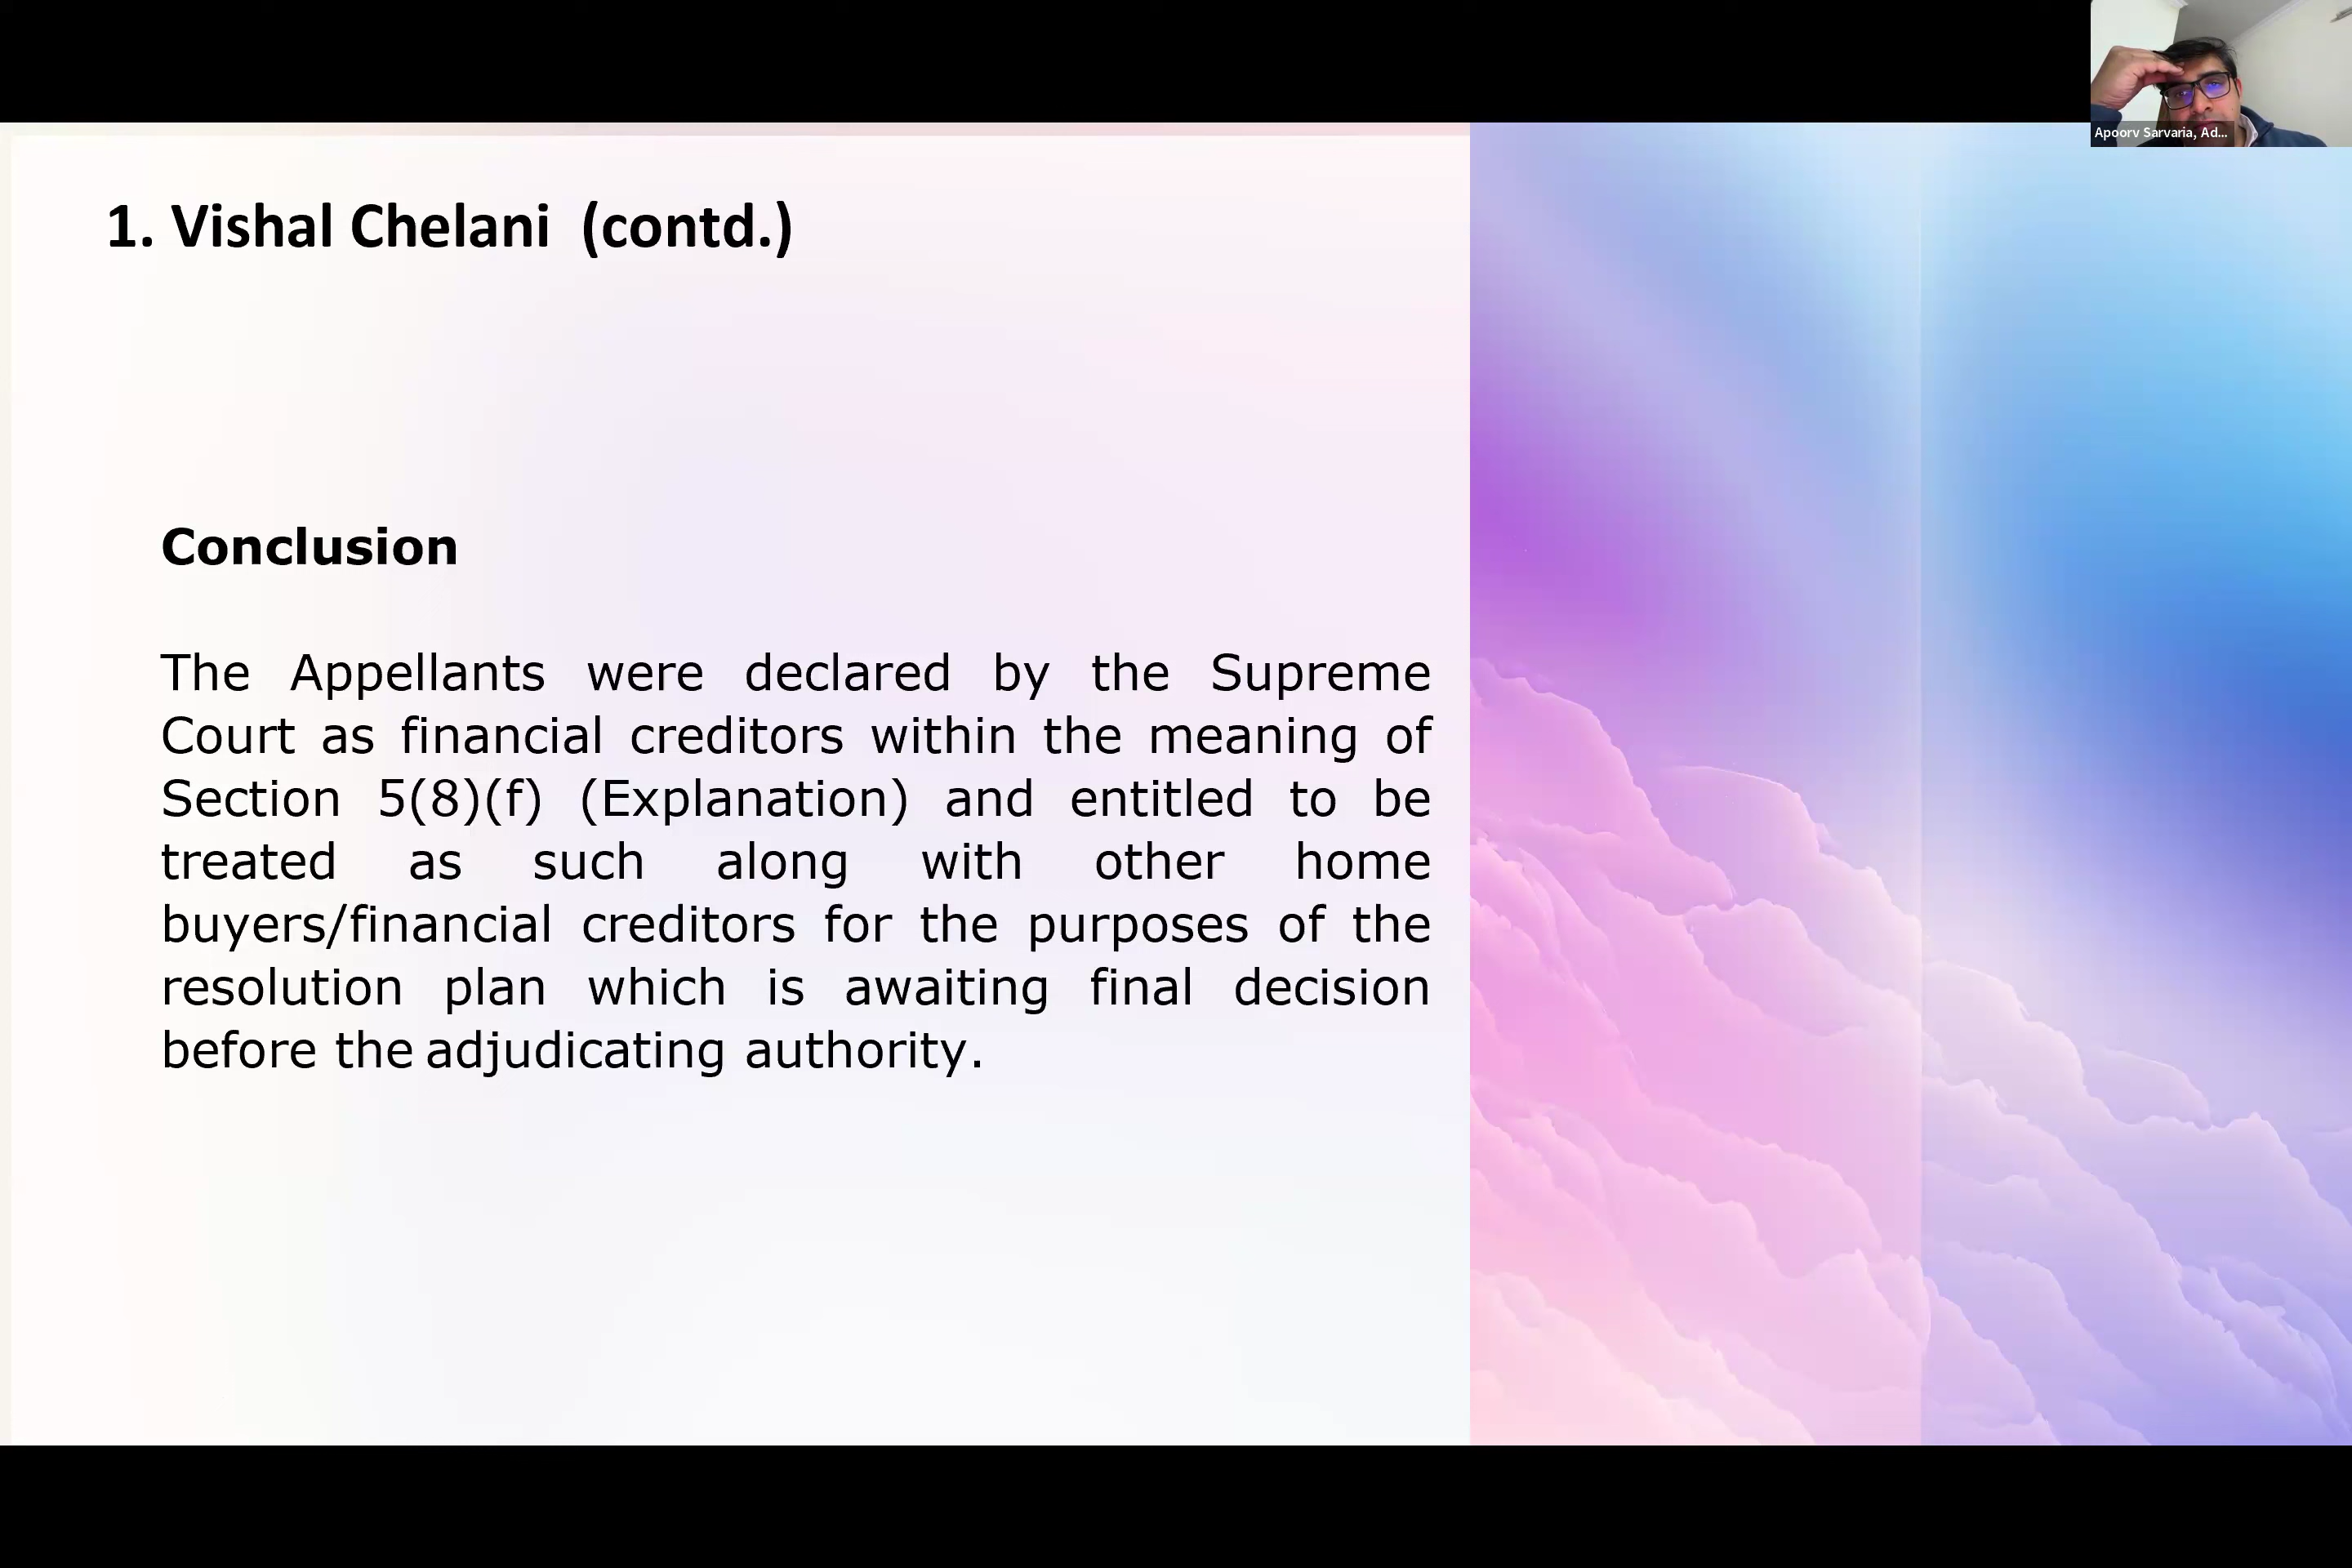 Apoorv Sarvaria, Ad...
1. Vishal Chelani (contd.)
Conclusion
The Appellants were declared by the Supreme
Court as financial creditors within the meaning of
Section 5(8)(f) (Explanation) and entitled to be
treated as such along with other home
buyers/financial creditors for the purposes of the
resolution plan which is awaiting final decision
before the adjudicating authority.